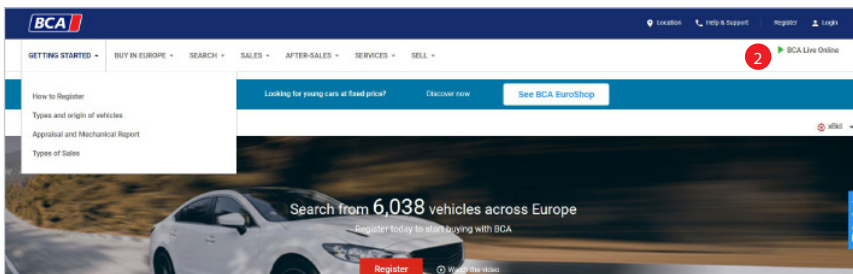 BCA
Location Help & Support Register Login
GETTING STARTED BUY IN EUROPE SEARCH SALES AFTER-SALES SERVICES SELL
2 BCA Live Online
How to Register
Types and origin of vehicles
Appraisal and Mechanical Report
Types of Sales
Looking for young cars at fixed price? Discover now See BCA EuroShop
xBid
Search from 6,038 vehicles across Europe
Register today to start buying with BCA
Register Watch the video